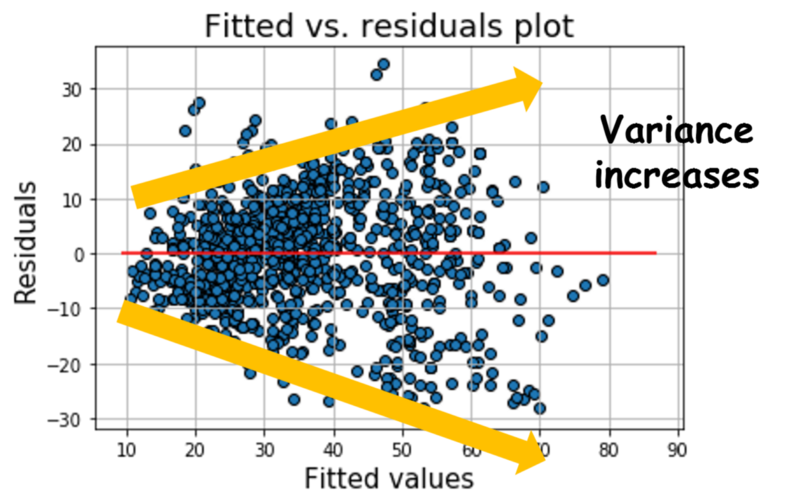 Fitted vs. residuals plot
Variance
increases
Residuals
30
20
10
0
−10
−20
−30
10 20 30 40 50 60 70 80 90
Fitted values